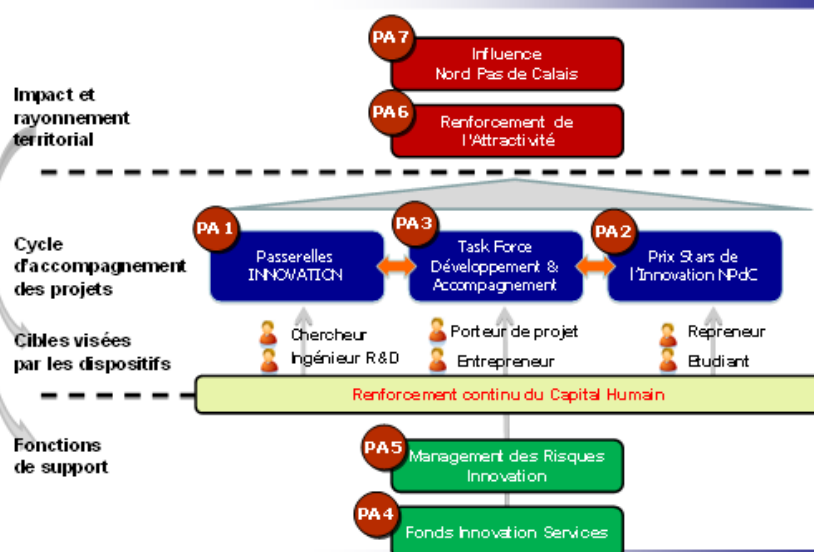 PA7
Influence
Nord Pas de Calais
Impact et
rayonnement
territorial
PA6
Renforcement de
l'Attractivité
PA1
Passerelles
INNOVATION
PA3
Task Force
Développement &
Accompagnement
PA2
Prix Stars de
l'Innovation NPdC
Cycle
d'accompagnement
des projets
Cibles visées
par les dispositifs
Chercheur
Ingénieur R&D
Porteur de projet
Entrepreneur
Repreneur
Etudiant
Renforcement continu du Capital Humain
Fonctions
de support
PA5
Management des Risques
Innovation
PA4
Fonds Innovation Services